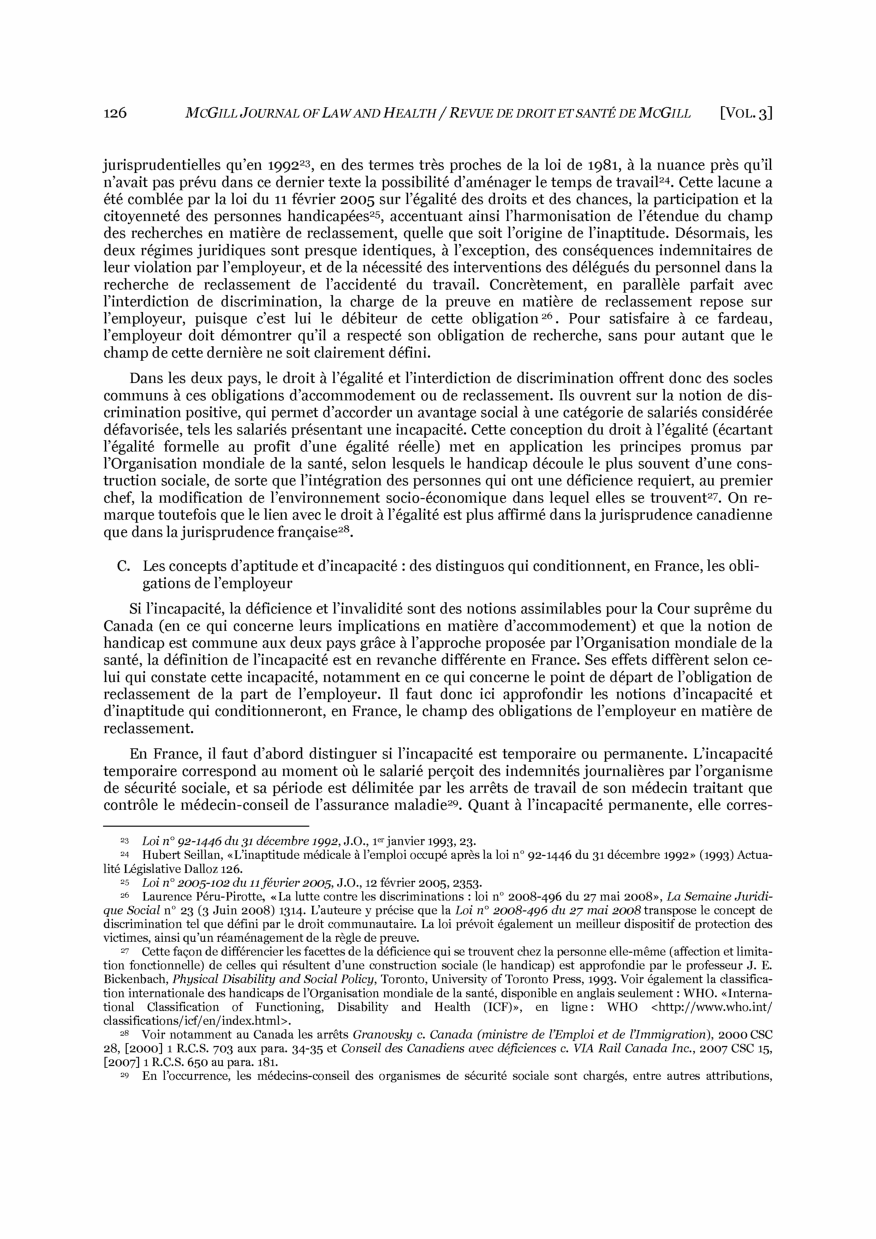 126 MCGILL JOURNAL OF LAW AND HEALTH / REVUE DE DROIT ET SANTÉ DE MCGILL [VOL. 3]
jurisprudentielles qu’en 1992²³, en des termes très proches de la loi de 1981, à la nuance près qu’il
n’avait pas prévu dans ce dernier texte la possibilité d’aménager le temps de travail²⁴. Cette lacune a
été comblée par la loi du 11 février 2005 sur l’égalité des droits et des chances, la participation et la
citoyenneté des personnes handicapées²⁵, accentuant ainsi l’harmonisation de l’étendue du champ
des recherches en matière de reclassement, quelle que soit l’origine de l’inaptitude. Désormais, les
deux régimes juridiques sont presque identiques, à l’exception, des conséquences indemnitaires de
leur violation par l’employeur, et de la nécessité des interventions des délégués du personnel dans la
recherche de reclassement de l’accidenté du travail. Concrètement, en parallèle parfait avec
l’interdiction de discrimination, la charge de la preuve en matière de reclassement repose sur
l’employeur, puisque c’est lui le débiteur de cette obligation²⁶. Pour satisfaire à ce fardeau,
l’employeur doit démontrer qu’il a respecté son obligation de recherche, sans pour autant que le
champ de cette dernière ne soit clairement défini.
Dans les deux pays, le droit à l’égalité et l’interdiction de discrimination offrent donc des socles
communs à ces obligations d’accommodement ou de reclassement. Ils ouvrent sur la notion de dis-
crimination positive, qui permet d’accorder un avantage social à une catégorie de salariés considérée
défavorisée, tels les salariés présentant une incapacité. Cette conception du droit à l’égalité (écartant
l’égalité formelle au profit d’une égalité réelle) met en application les principes promus par
l’Organisation mondiale de la santé, selon lesquels le handicap découle le plus souvent d’une cons-
truction sociale, de sorte que l’intégration des personnes qui ont une déficience requiert, au premier
chef, la modification de l’environnement socio-économique dans lequel elles se trouvent²⁷. On re-
marque toutefois que le lien avec le droit à l’égalité est plus affirmé dans la jurisprudence canadienne
que dans la jurisprudence française²⁸.
C. Les concepts d’aptitude et d’incapacité : des distinguos qui conditionnent, en France, les obli-
gations de l’employeur
Si l’incapacité, la déficience et l’invalidité sont des notions assimilables pour la Cour suprême du
Canada (en ce qui concerne leurs implications en matière d’accommodement) et que la notion de
handicap est commune aux deux pays grâce à l’approche proposée par l’Organisation mondiale de la
santé, la définition de l’incapacité est en revanche différente en France. Ses effets diffèrent selon ce-
lui qui constate cette incapacité, notamment en ce qui concerne le point de départ de l’obligation de
reclassement de la part de l’employeur. Il faut donc ici approfondir les notions d’incapacité et
d’inaptitude qui conditionneront, en France, le champ des obligations de l’employeur en matière de
reclassement.
En France, il faut d’abord distinguer si l’incapacité est temporaire ou permanente. L’incapacité
temporaire correspond au moment où le salarié perçoit des indemnités journalières par l’organisme
de sécurité sociale, et sa période est délimitée par les arrêts de travail de son médecin traitant que
contrôle le médecin-conseil de l’assurance maladie²⁹. Quant à l’incapacité permanente, elle corres-
²³ Loi n° 92-1446 du 31 décembre 1992, J.O., 1er janvier 1993, 23.
²⁴ Hubert Seillan, «L’inaptitude médicale à l’emploi occupé après la loi n° 92-1446 du 31 décembre 1992» (1993) Actua-
lité Législative Dalloz 126.
²⁵ Loi n° 2005-102 du 11 février 2005, J.O., 12 février 2005, 2353.
²⁶ Laurence Péru-Pirotte, «La lutte contre les discriminations : loi n° 2008-496 du 27 mai 2008», La Semaine Juridi-
que Social n° 23 (3 Juin 2008) 1314. L’auteure y précise que la Loi n° 2008-496 du 27 mai 2008 transpose le concept de
discrimination tel que défini par le droit communautaire. La loi prévoit également un meilleur dispositif de protection des
victimes, ainsi qu’un réaménagement de la règle de preuve.
²⁷ Cette façon de différencier les facettes de la déficience qui se trouvent chez la personne elle-même (affection et limita-
tion fonctionnelle) de celles qui résultent d’une construction sociale (le handicap) est approfondie par le professeur J. E.
Bickenbach, Physical Disability and Social Policy, Toronto, University of Toronto Press, 1993. Voir également la classifica-
tion internationale des handicaps de l’Organisation mondiale de la santé, disponible en anglais seulement : WHO. «Interna-
tional Classification of Functioning, Disability and Health (ICF)», en ligne : WHO <http://www.who.int/
classifications/icf/en/index.html>.
²⁸ Voir notamment au Canada les arrêts Granovsky c. Canada (ministre de l’Emploi et de l’Immigration), 2000 CSC
28, [2000] 1 R.C.S. 703 aux para. 34-35 et Conseil des Canadiens avec déficiences c. VIA Rail Canada Inc., 2007 CSC 15,
[2007] 1 R.C.S. 650 au para. 181.
²⁹ En l’occurrence, les médecins-conseil des organismes de sécurité sociale sont chargés, entre autres attributions,